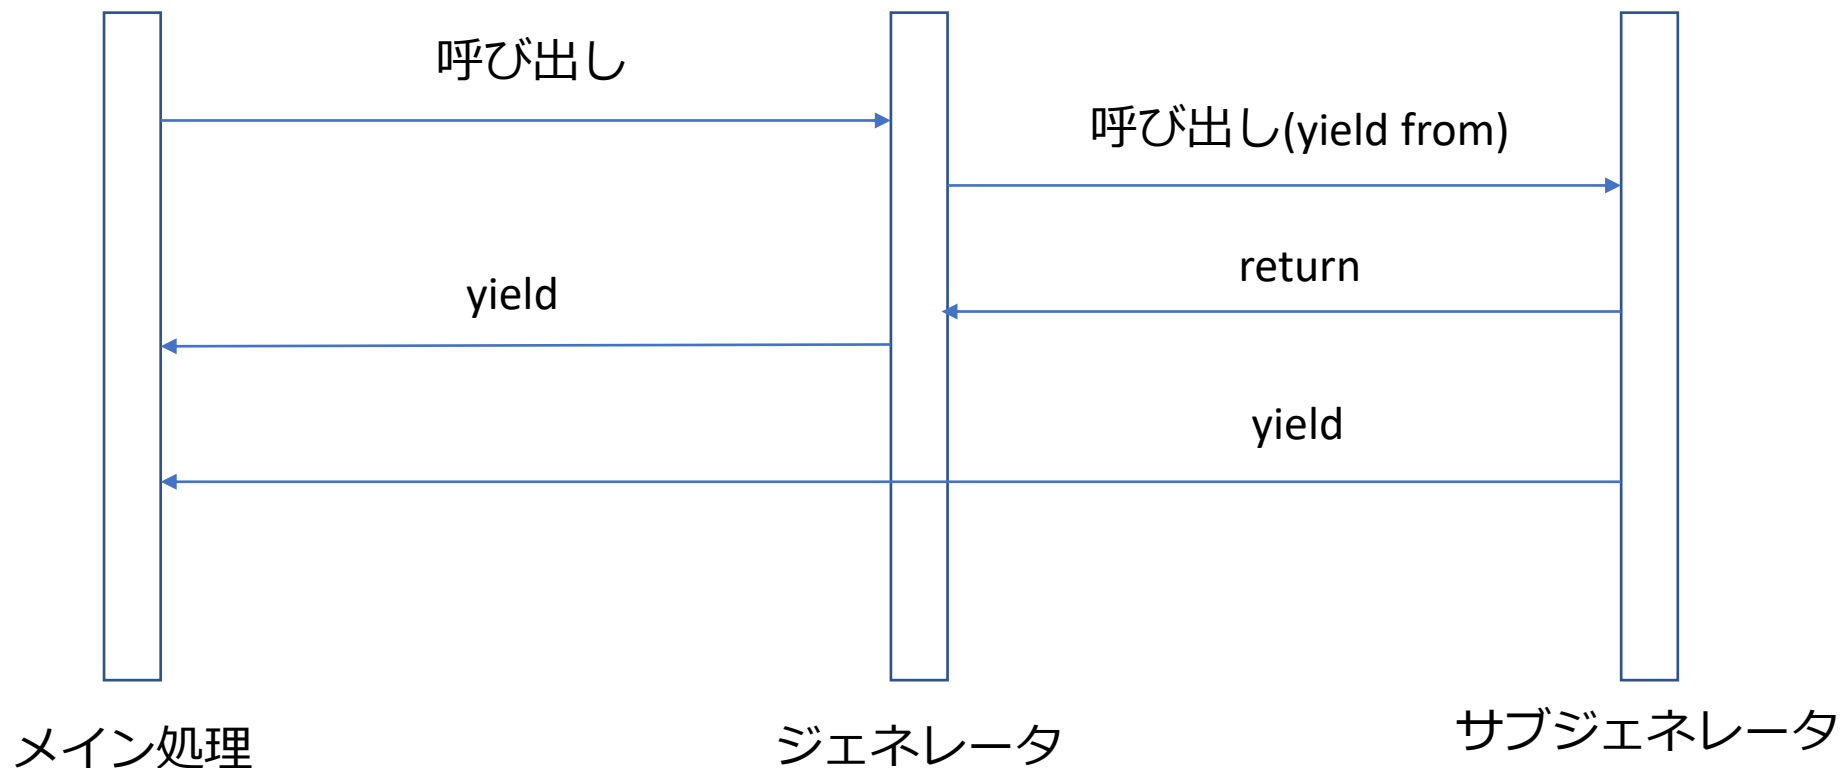 呼び出し
呼び出し(yield from)
return
yield
yield
メイン処理
ジェネレータ
サブジェネレータ